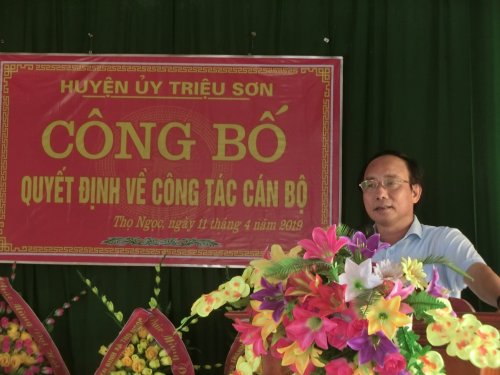 HUYỆN ỦY TRIỆU SƠN
CÔNG BỐ
QUYẾT ĐỊNH VỀ CÔNG TÁC CÁN BỘ
Thọ Ngọc, ngày 11 tháng 4 năm 2019